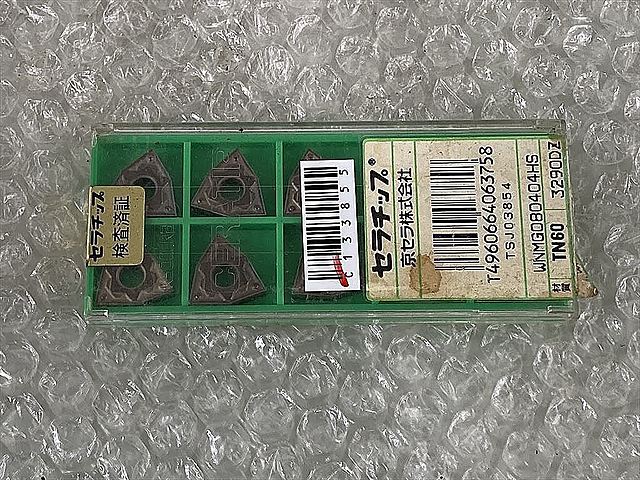 セラチップ
検査済証
C133855
セラチップ®
京セラ株式会社
T4960664063758
TSJ03854
WNMG080404HS
材質 TN60 3290DZ